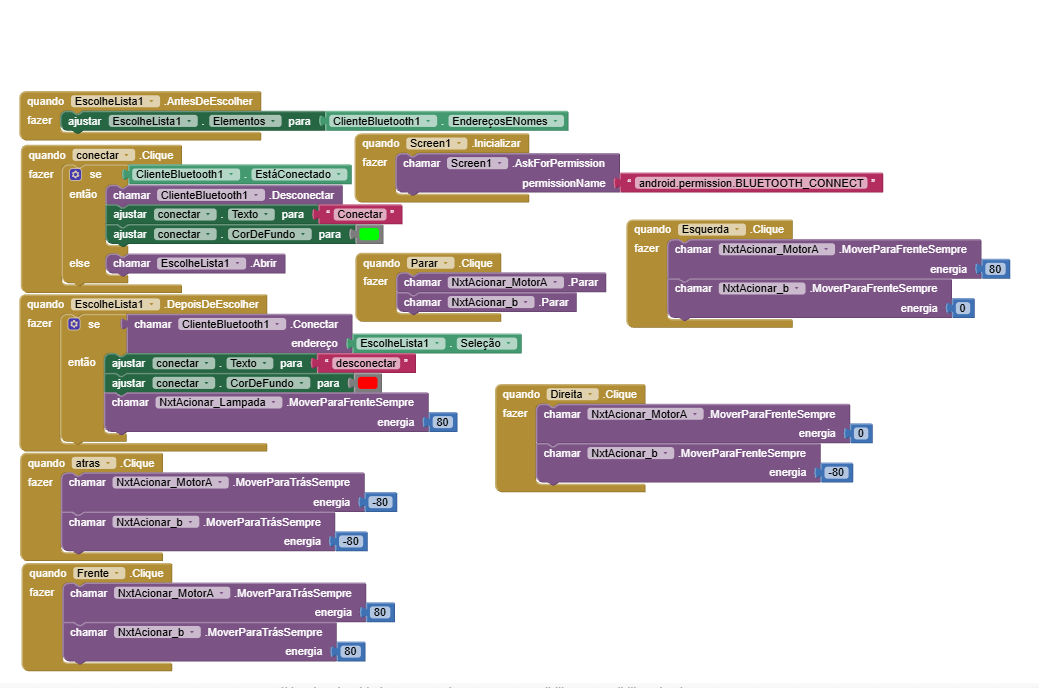 quando EscolheLista1 .AntesDeEscolher
fazer ajustar EscolheLista1 . Elementos para ClienteBluetooth1 . EndereçosENomes
quando conectar .Clique
fazer se ClienteBluetooth1 . EstáConectado
então chamar ClienteBluetooth1 .Desconectar
ajustar conectar . Texto para " Conectar "
ajustar conectar . CorDeFundo para
else chamar EscolheLista1 .Abrir
quando Screen1 .Inicializar
fazer chamar Screen1 .AskForPermission
permissionName " android.permission.BLUETOOTH_CONNECT "
quando Parar .Clique
fazer chamar NxtAcionar_MotorA .Parar
chamar NxtAcionar_b .Parar
quando Esquerda .Clique
fazer chamar NxtAcionar_MotorA .MoverParaFrenteSempre
energia 80
chamar NxtAcionar_b .MoverParaFrenteSempre
energia 0
quando EscolheLista1 .DepoisDeEscolher
fazer se chamar ClienteBluetooth1 .Conectar
endereço EscolheLista1 . Seleção
então ajustar conectar . Texto para " desconectar "
ajustar conectar . CorDeFundo para
chamar NxtAcionar_Lampada .MoverParaFrenteSempre
energia 80
quando Direita .Clique
fazer chamar NxtAcionar_MotorA .MoverParaFrenteSempre
energia 0
chamar NxtAcionar_b .MoverParaFrenteSempre
energia -80
quando atras .Clique
fazer chamar NxtAcionar_MotorA .MoverParaTrásSempre
energia -80
chamar NxtAcionar_b .MoverParaTrásSempre
energia -80
quando Frente .Clique
fazer chamar NxtAcionar_MotorA .MoverParaTrásSempre
energia 80
chamar NxtAcionar_b .MoverParaTrásSempre
energia 80